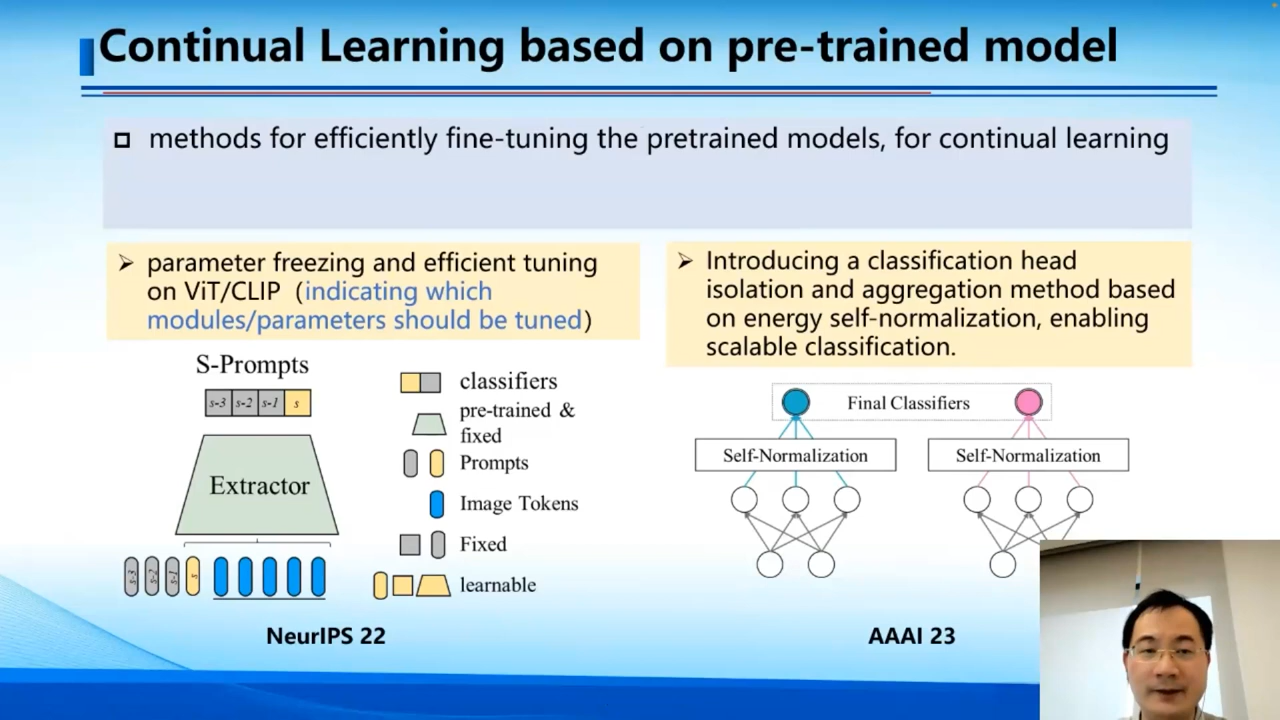 Continual Learning based on pre-trained model
methods for efficiently fine-tuning the pretrained models, for continual learning
parameter freezing and efficient tuning
on ViT/CLIP (indicating which
modules/parameters should be tuned)
Introducing a classification head
isolation and aggregation method based
on energy self-normalization, enabling
scalable classification.
S-Prompts
s-3 s-2 s-1 s
Extractor
s-3 s-2 s-1 s
classifiers
pre-trained &
fixed
Prompts
Image Tokens
Fixed
learnable
NeurIPS 22
Final Classifiers
Self-Normalization
Self-Normalization
AAAI 23